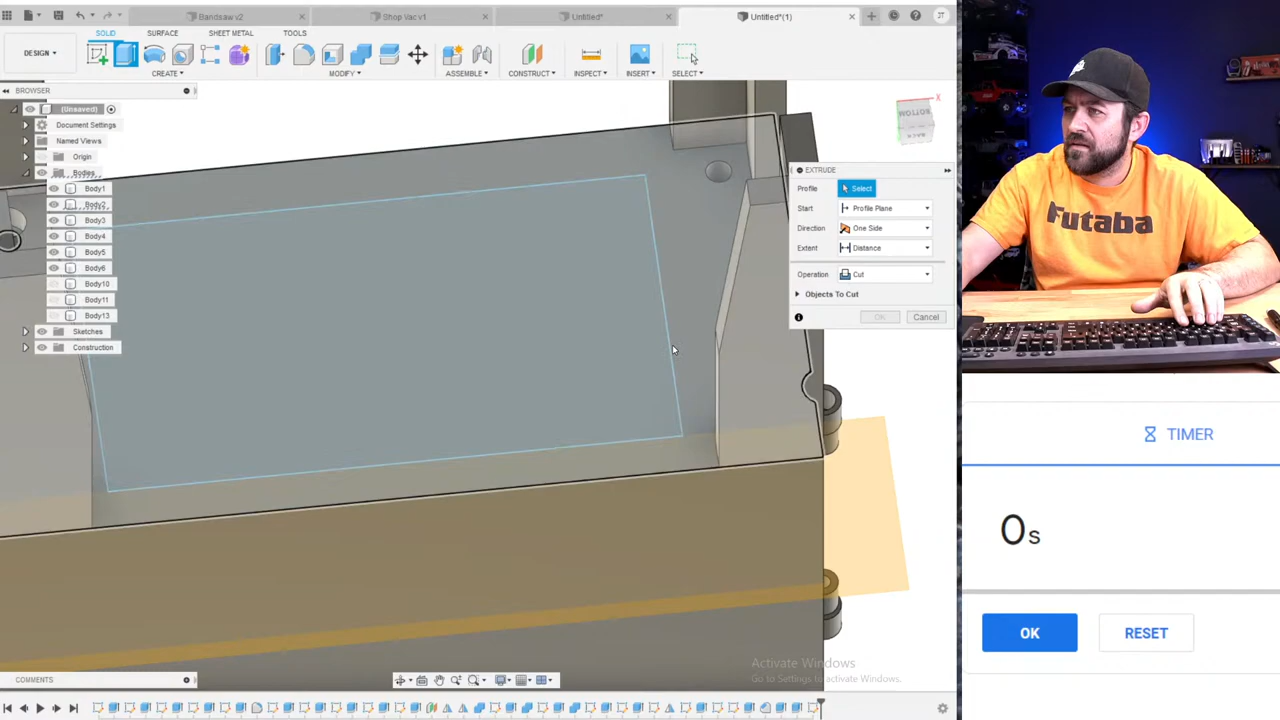 Bandsaw v2
Shop Vac v1
Untitled*
Untitled*(1)
JT
DESIGN
SOLID
SURFACE
SHEET METAL
TOOLS
CREATE
MODIFY
ASSEMBLE
CONSTRUCT
INSPECT
INSERT
SELECT
BROWSER
(Unsaved)
Document Settings
Named Views
Origin
Bodies
Body1
Body2
Body3
Body4
Body5
Body6
Body10
Body11
Body13
Sketches
Construction
BOTTOM
BACK
X
EXTRUDE
Profile
Select
Start
Profile Plane
Direction
One Side
Extent
Distance
Operation
Cut
Objects To Cut
OK
Cancel
Activate Windows
Go to Settings to activate Windows.
COMMENTS
Futaba
TIMER
0s
OK
RESET